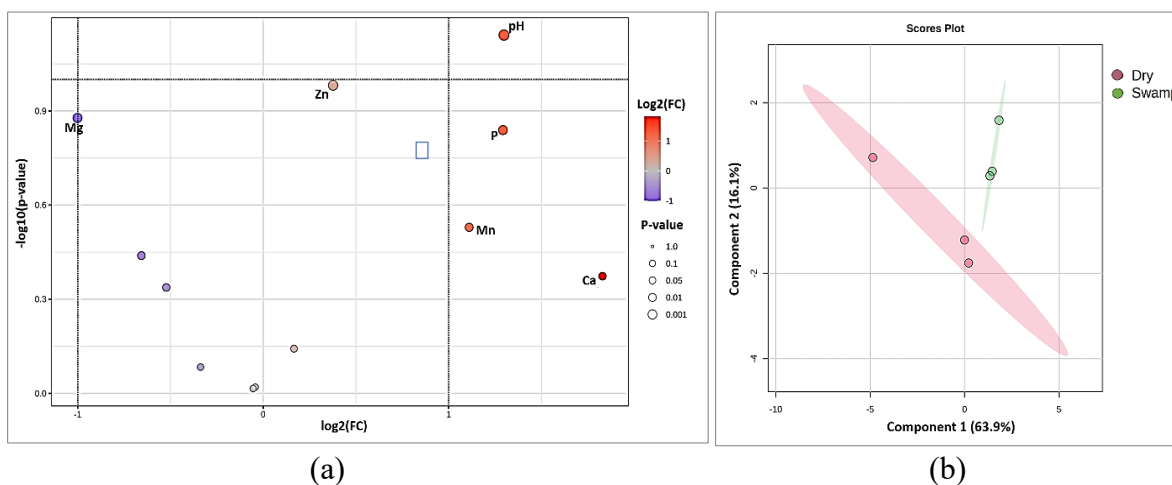 pH
Zn
Mg
P
Mn
Ca
0.9
0.6
0.3
0.0
-log10(p-value)
-1
0
1
log2(FC)
Log2(FC)
1
0
-1
P-value
1.0
0.1
0.05
0.01
0.001
(a)
Scores Plot
Dry
Swamp
2
0
-2
-4
Component 2 (16.1%)
-10
-5
0
5
Component 1 (63.9%)
(b)